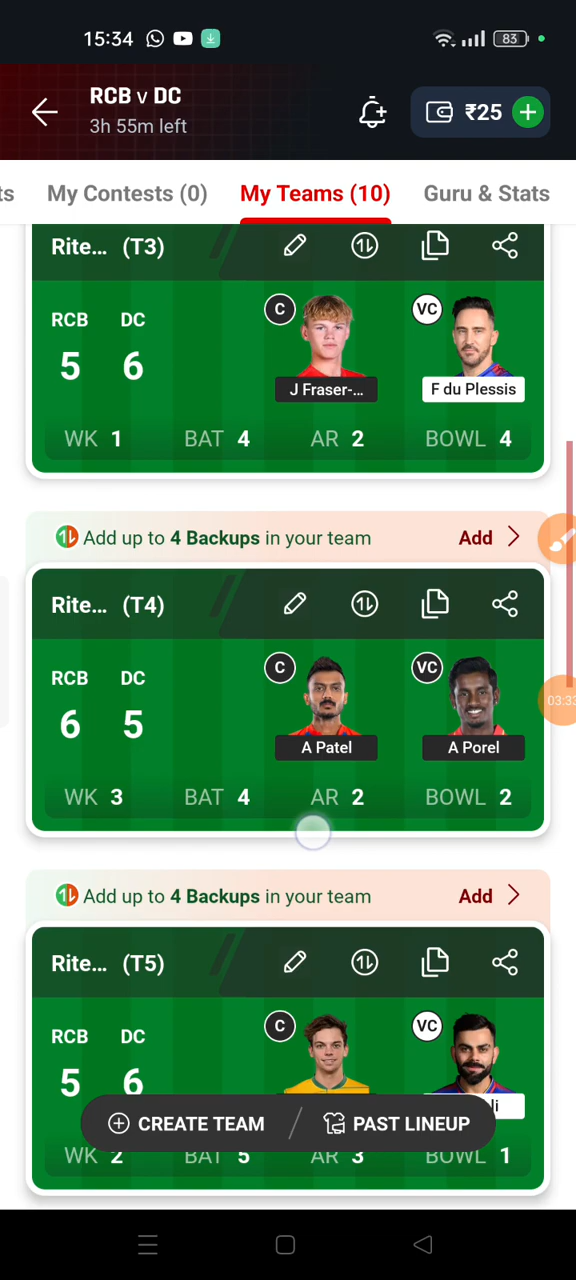 15:34
83
RCB v DC
3h 55m left
₹25
ts
My Contests (0)
My Teams (10)
Guru & Stats
Rite... (T3)
RCB DC
5 6
C
VC
J Fraser-...
F du Plessis
WK 1 BAT 4 AR 2 BOWL 4
Add up to 4 Backups in your team
Add
Rite... (T4)
RCB DC
6 5
C
VC
A Patel
A Porel
03:33
WK 3 BAT 4 AR 2 BOWL 2
Add up to 4 Backups in your team
Add
Rite... (T5)
RCB DC
5 6
C
VC
li
CREATE TEAM
PAST LINEUP
WK 2 BAT 5 AR 3 BOWL 1